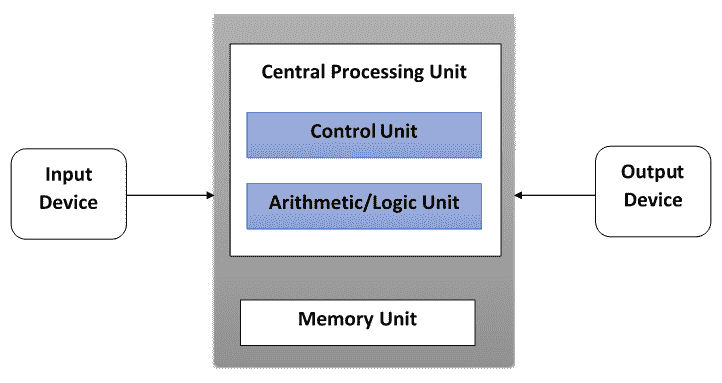 Central Processing Unit
Control Unit
Arithmetic/Logic Unit
Memory Unit
Input
Device
Output
Device